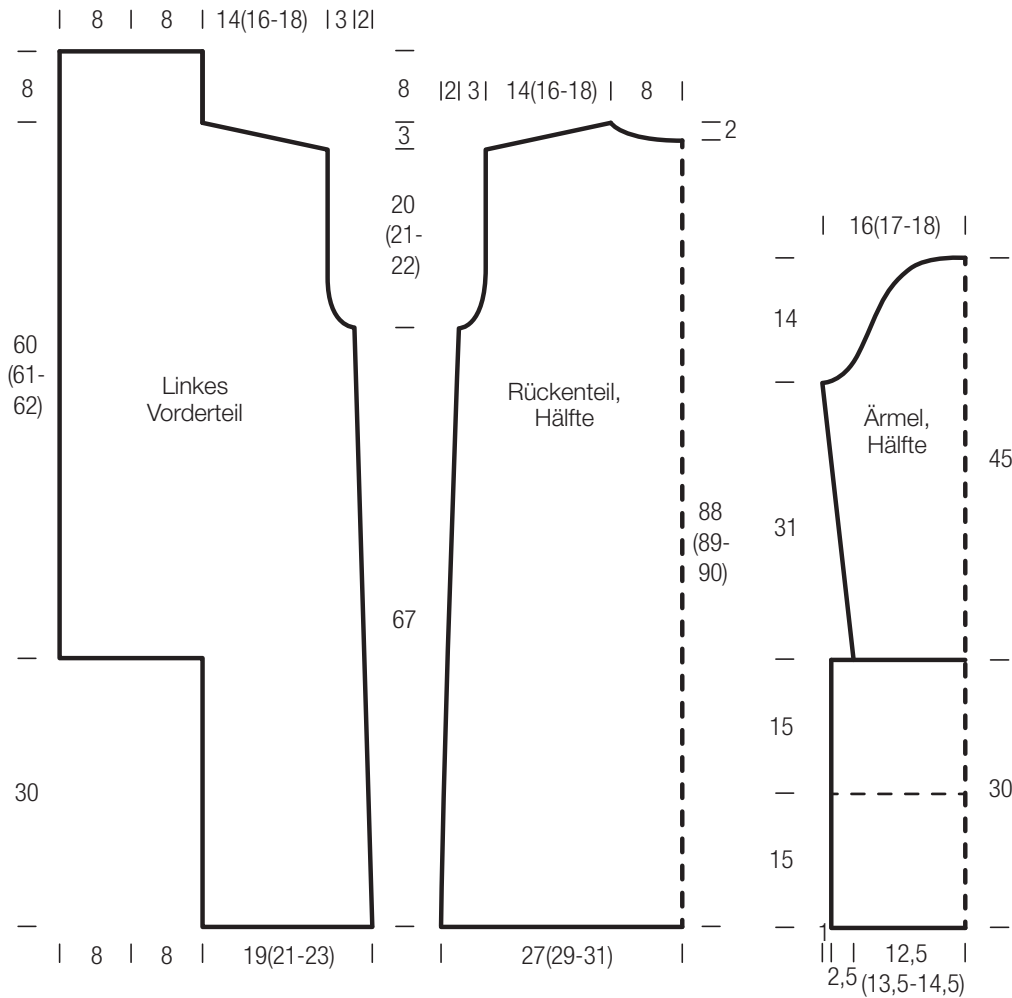 8 8 14(16-18) 3 2
8
60
(61-
62)
30
Linkes
Vorderteil
8 8 19(21-23)
8
3
20
(21-
22)
67
2 3 14(16-18) 8
2
Rückenteil,
Hälfte
88
(89-
90)
27(29-31)
16(17-18)
14
31
15
15
Ärmel,
Hälfte
45
30
1
2,5 12,5
(13,5-14,5)